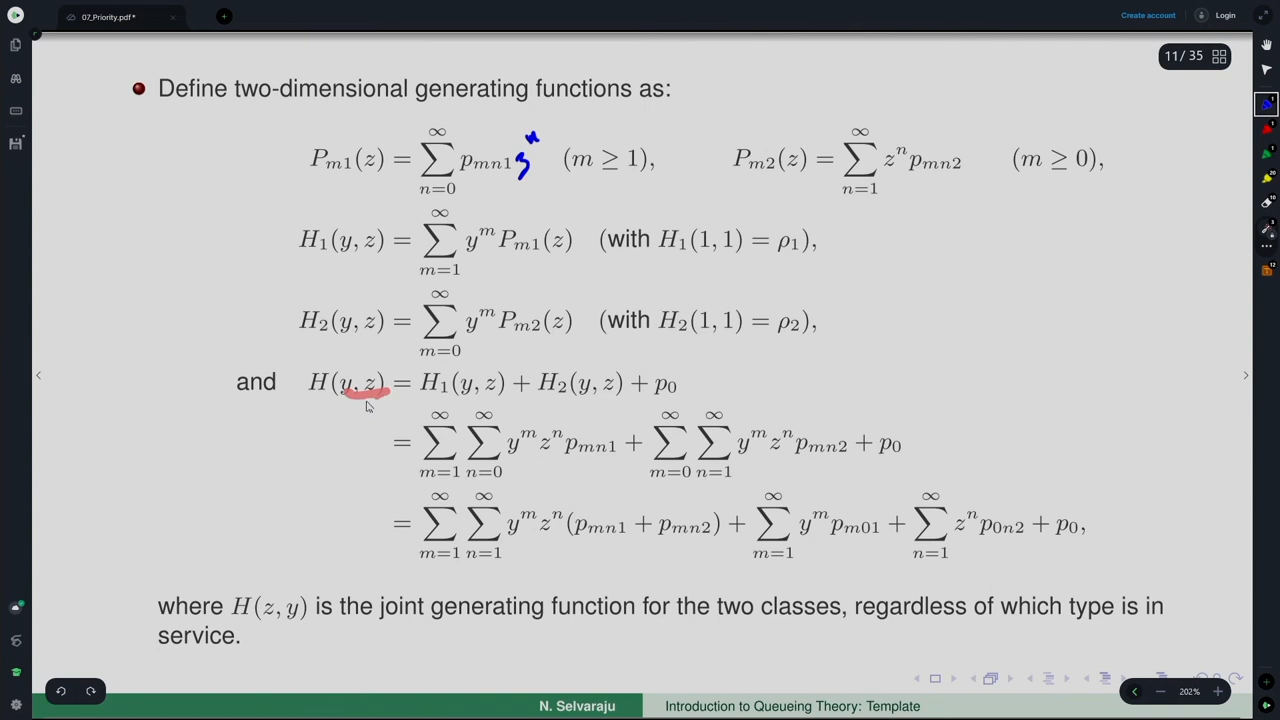 07_Priority.pdf *
Create account
Login
11 / 35
Define two-dimensional generating functions as:
P_{m1}(z) = \sum_{n=0}^{\infty} p_{mn1} z^n (m ≥ 1), P_{m2}(z) = \sum_{n=1}^{\infty} z^n p_{mn2} (m ≥ 0),
H_1(y, z) = \sum_{m=1}^{\infty} y^m P_{m1}(z) (with H_1(1, 1) = ρ_1),
H_2(y, z) = \sum_{m=0}^{\infty} y^m P_{m2}(z) (with H_2(1, 1) = ρ_2),
and H(y, z) = H_1(y, z) + H_2(y, z) + p_0
= \sum_{m=1}^{\infty} \sum_{n=0}^{\infty} y^m z^n p_{mn1} + \sum_{m=0}^{\infty} \sum_{n=1}^{\infty} y^m z^n p_{mn2} + p_0
= \sum_{m=1}^{\infty} \sum_{n=1}^{\infty} y^m z^n (p_{mn1} + p_{mn2}) + \sum_{m=1}^{\infty} y^m p_{m01} + \sum_{n=1}^{\infty} z^n p_{0n2} + p_0,
where H(z, y) is the joint generating function for the two classes, regardless of which type is in
service.
202%
N. Selvaraju
Introduction to Queueing Theory: Template